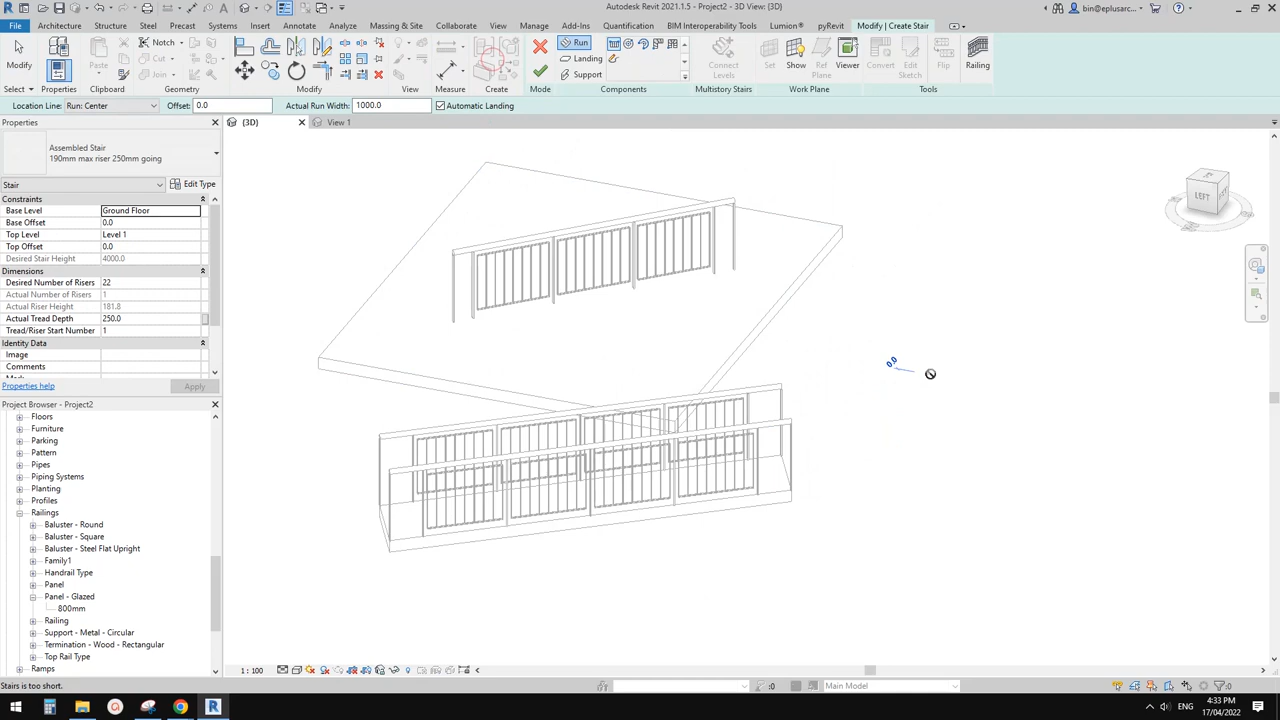 Autodesk Revit 2021.1.5 - Project2 - 3D View: {3D}
bin@eplusarc...
File Architecture Structure Steel Precast Systems Insert Annotate Analyze Massing & Site Collaborate View Manage Add-Ins Quantification BIM Interoperability Tools Lumion® pyRevit Modify | Create Stair
Modify Paste Notch Run Landing Support Connect Levels Set Show Ref Plane Viewer Convert Edit Sketch Flip Railing
Select Properties Clipboard Geometry Modify View Measure Create Mode Components Multistory Stairs Work Plane Tools
Location Line: Run: Center Offset: 0.0 Actual Run Width: 1000.0 Automatic Landing
Properties
{3D} View 1
Assembled Stair
190mm max riser 250mm going
Stair Edit Type
Constraints
Base Level Ground Floor
Base Offset 0.0
Top Level Level 1
Top Offset 0.0
Desired Stair Height 4000.0
Dimensions
Desired Number of Risers 22
Actual Number of Risers 1
Actual Riser Height 181.8
Actual Tread Depth 250.0
Tread/Riser Start Number 1
Identity Data
Image
Comments
Mark
Properties help Apply
Project Browser - Project2
Floors
Furniture
Parking
Pattern
Pipes
Piping Systems
Planting
Profiles
Railings
Baluster - Round
Baluster - Square
Baluster - Steel Flat Upright
Family1
Handrail Type
Panel
Panel - Glazed
800mm
Railing
Support - Metal - Circular
Termination - Wood - Rectangular
Top Rail Type
Ramps
LEFT
0.0
1 : 100
Stairs is too short.
:0 Main Model :0
ENG 4:33 PM
17/04/2022